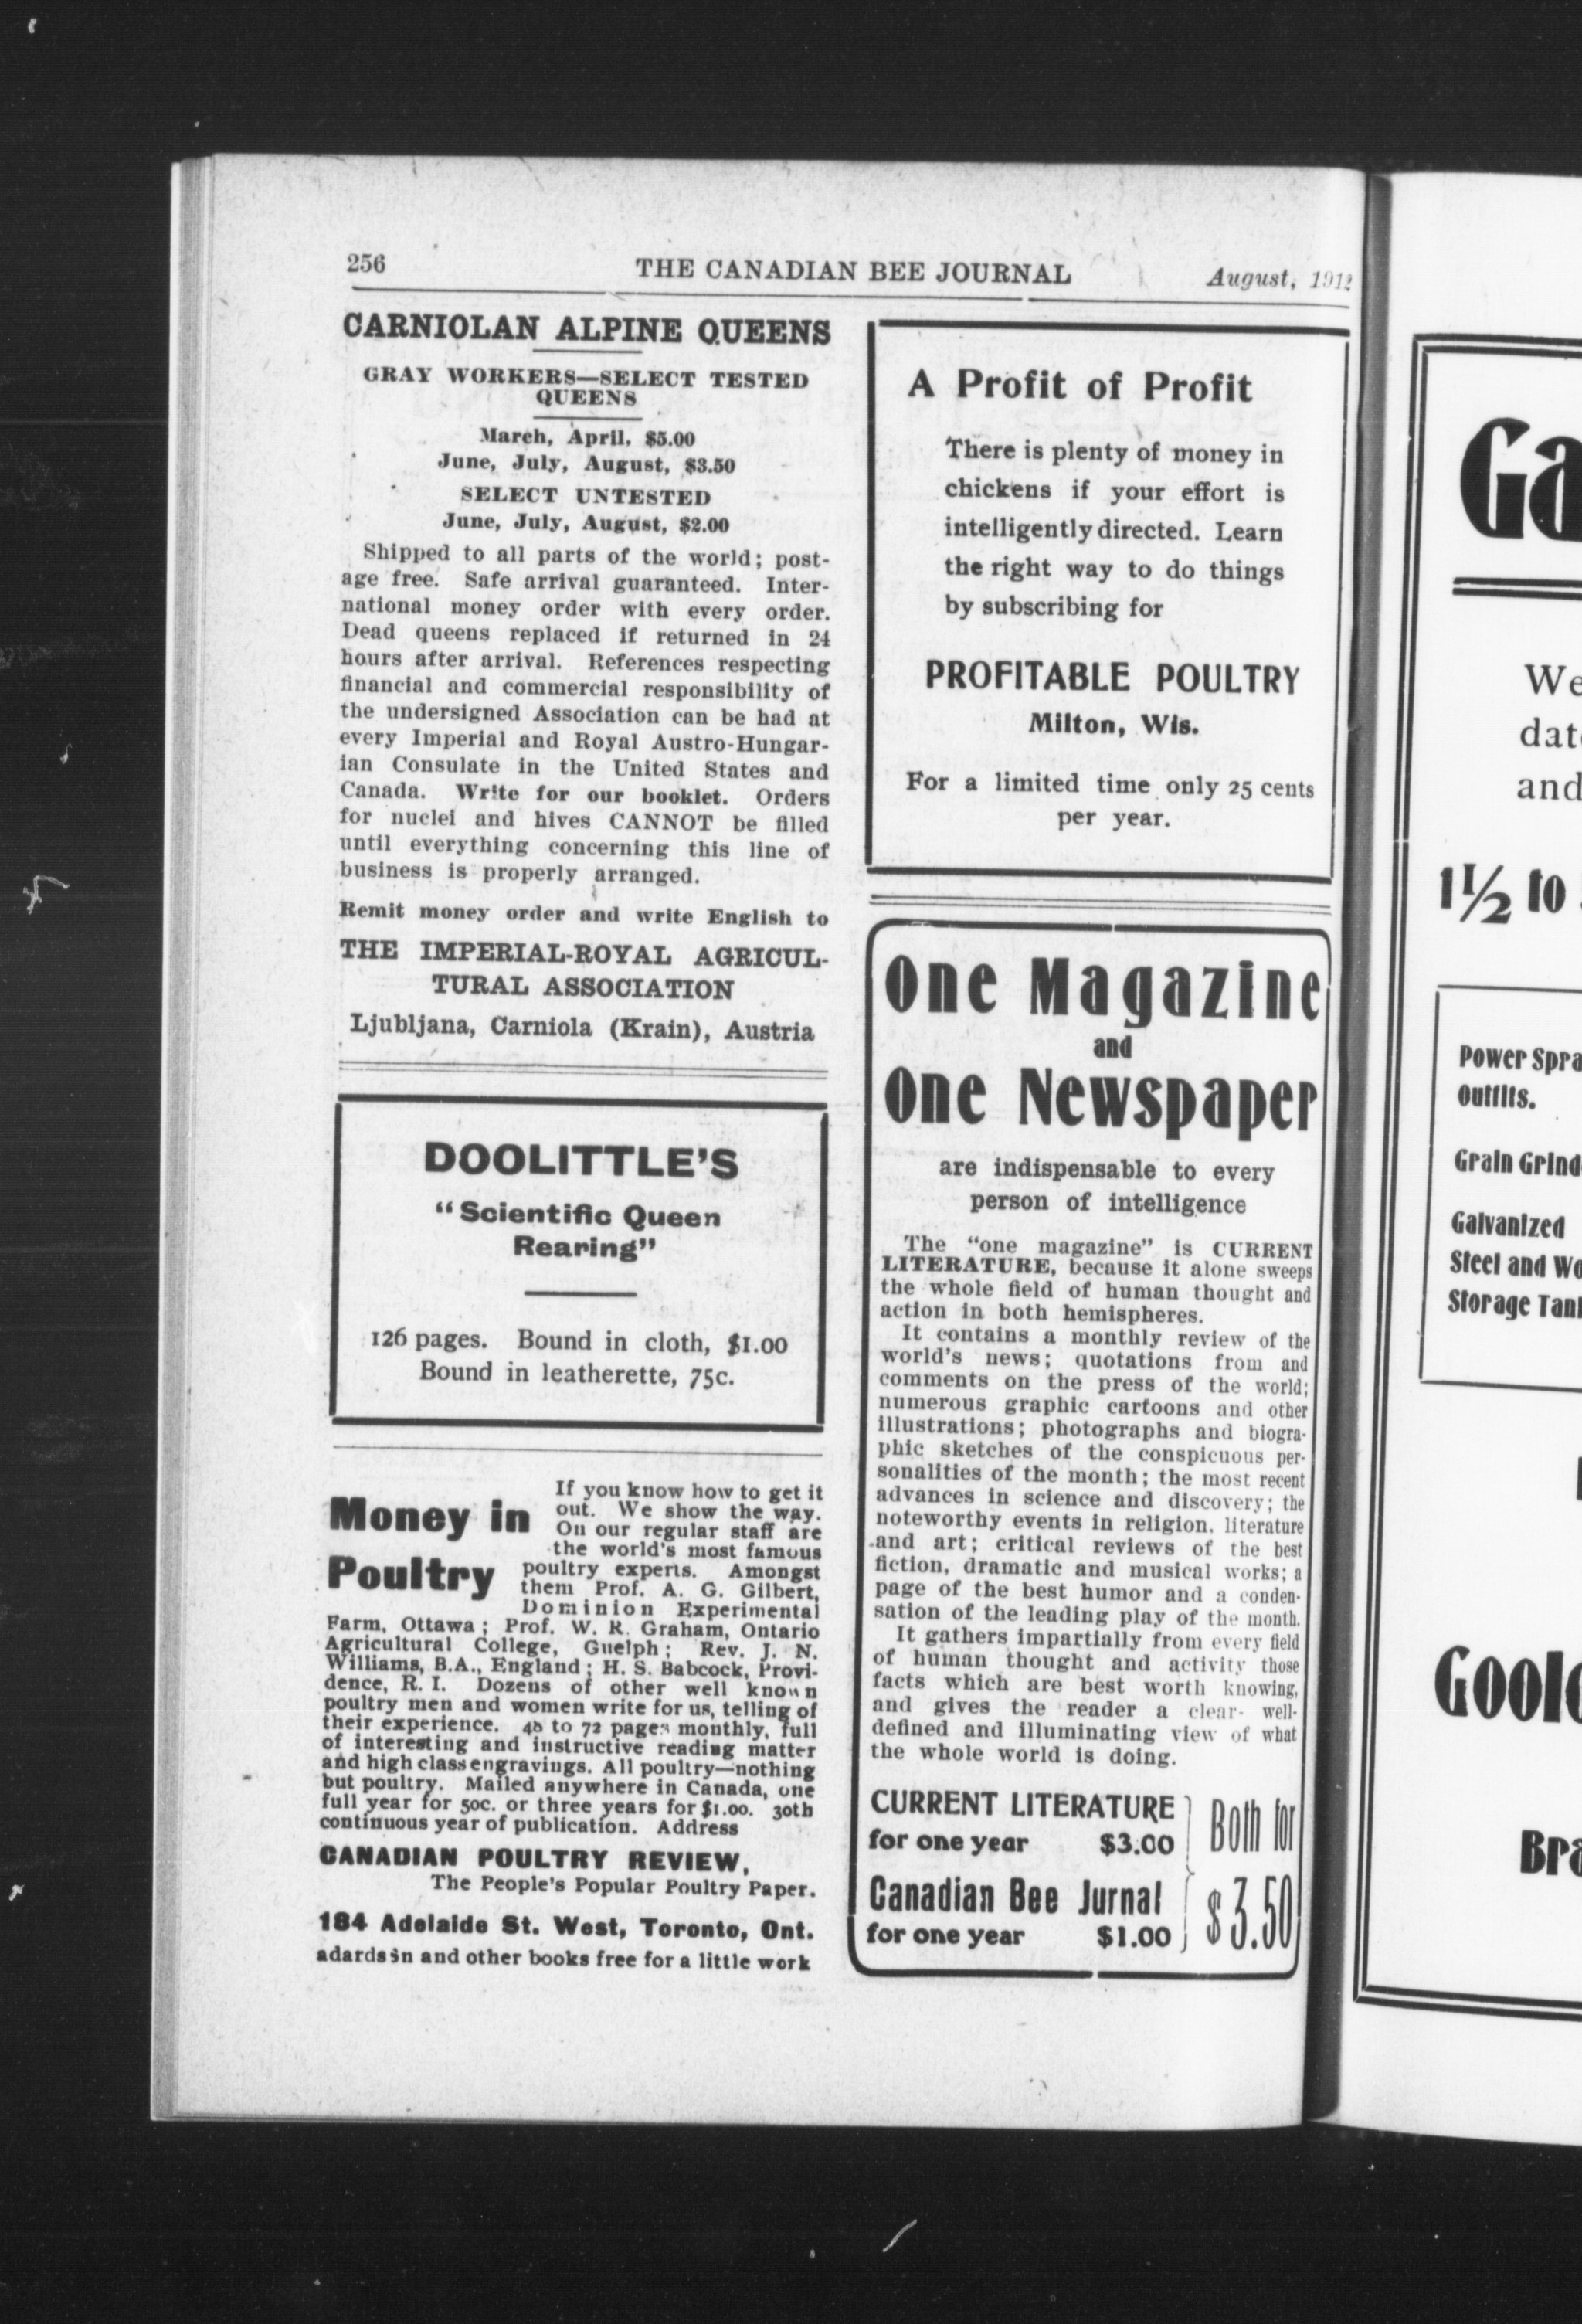 256
THE CANADIAN BEE JOURNAL
August, 1912
CARNIOLAN ALPINE QUEENS
GRAY WORKERS—SELECT TESTED
QUEENS
March, April, $5.00
June, July, August, $3.50
SELECT UNTESTED
June, July, August, $2.00
Shipped to all parts of the world; post-
age free. Safe arrival guaranteed. Inter-
national money order with every order.
Dead queens replaced if returned in 24
hours after arrival. References respecting
financial and commercial responsibility of
the undersigned Association can be had at
every Imperial and Royal Austro-Hungar-
ian Consulate in the United States and
Canada. Write for our booklet. Orders
for nuclei and hives CANNOT be filled
until everything concerning this line of
business is properly arranged.
Remit money order and write English to
THE IMPERIAL-ROYAL AGRICUL-
TURAL ASSOCIATION
Ljubljana, Carniola (Krain), Austria
DOOLITTLE'S
"Scientific Queen
Rearing"
126 pages. Bound in cloth, $1.00
Bound in leatherette, 75c.
Money in
Poultry
If you know how to get it
out. We show the way.
On our regular staff are
the world's most famous
poultry experts. Amongst
them Prof. A. G. Gilbert,
Dominion Experimental
Farm, Ottawa; Prof. W. R. Graham, Ontario
Agricultural College, Guelph; Rev. J. N.
Williams, B.A., England; H. S. Babcock, Provi-
dence, R. I. Dozens of other well known
poultry men and women write for us, telling of
their experience. 48 to 72 pages monthly, full
of interesting and instructive reading matter
and high class engravings. All poultry—nothing
but poultry. Mailed anywhere in Canada, one
full year for 50c. or three years for $1.00. 30th
continuous year of publication. Address
CANADIAN POULTRY REVIEW,
The People's Popular Poultry Paper.
184 Adelaide St. West, Toronto, Ont.
adardsin and other books free for a little work
A Profit of Profit
There is plenty of money in
chickens if your effort is
intelligently directed. Learn
the right way to do things
by subscribing for
PROFITABLE POULTRY
Milton, Wis.
For a limited time only 25 cents
per year.
One Magazine
and
One Newspaper
are indispensable to every
person of intelligence
The "one magazine" is CURRENT
LITERATURE, because it alone sweeps
the whole field of human thought and
action in both hemispheres.
It contains a monthly review of the
world's news; quotations from and
comments on the press of the world;
numerous graphic cartoons and other
illustrations; photographs and biogra-
phic sketches of the conspicuous per-
sonalities of the month; the most recent
advances in science and discovery; the
noteworthy events in religion, literature
and art; critical reviews of the best
fiction, dramatic and musical works; a
page of the best humor and a conden-
sation of the leading play of the month.
It gathers impartially from every field
of human thought and activity those
facts which are best worth knowing,
and gives the reader a clear- well-
defined and illuminating view of what
the whole world is doing.
CURRENT LITERATURE
for one year $3.00
Canadian Bee Jurnal
for one year $1.00
Both for
$3.50
Ga
We
dat
and
1½ to
Power Spra
Outfits.
Grain Grind
Galvanized
Steel and Wo
Storage Tan
Goold
Bra